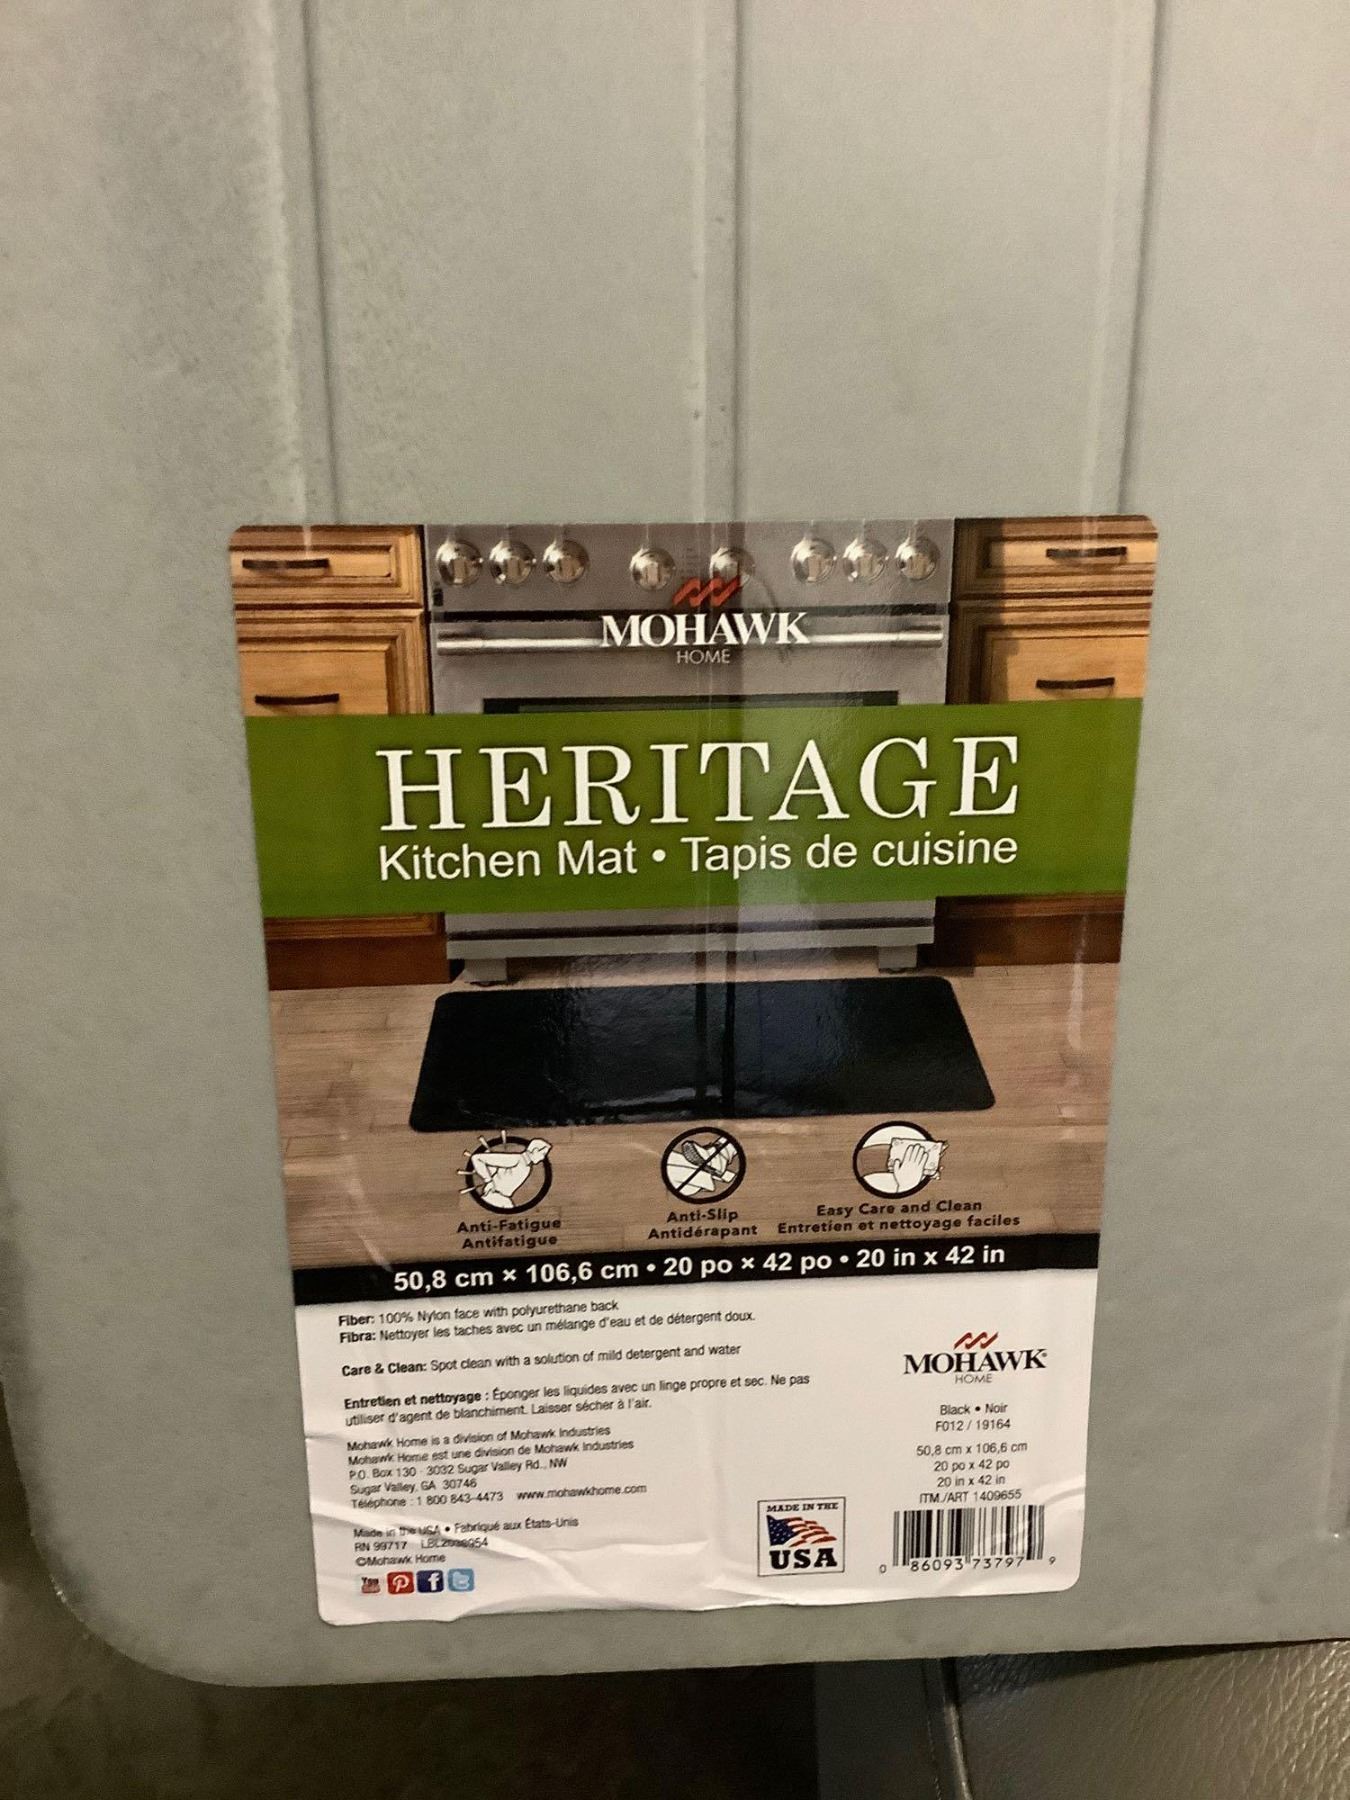 MOHAWK
HOME
HERITAGE
Kitchen Mat • Tapis de cuisine
Anti-Fatigue
Antifatigue
Anti-Slip
Antidérapant
Easy Care and Clean
Entretien et nettoyage faciles
50,8 cm × 106,6 cm • 20 po × 42 po • 20 in x 42 in
Fiber: 100% Nylon face with polyurethane back
Fibra: Nettoyer les taches avec un mélange d'eau et de détergent doux.
Care & Clean: Spot clean with a solution of mild detergent and water
Entretien et nettoyage : Éponger les liquides avec un linge propre et sec. Ne pas
utiliser d'agent de blanchiment. Laisser sécher à l'air.
Mohawk Home is a division of Mohawk Industries
Mohawk Home est une división de Mohawk Industries
P.O. Box 130 - 3032 Sugar Valley Rd., NW
Sugar Valley, GA 30746
Téléphone : 1 800 843-4473 www.mohawkhome.com
Made in the USA • Fabriqué aux États-Unis
RN 99717
©Mohawk Home
You
MADE IN THE
USA
MOHAWK®
HOME
Black • Noir
F012 / 19164
50,8 cm x 106,6 cm
20 po x 42 po
20 in x 42 in
ITM./ART 1409655
0 86093 73797 9